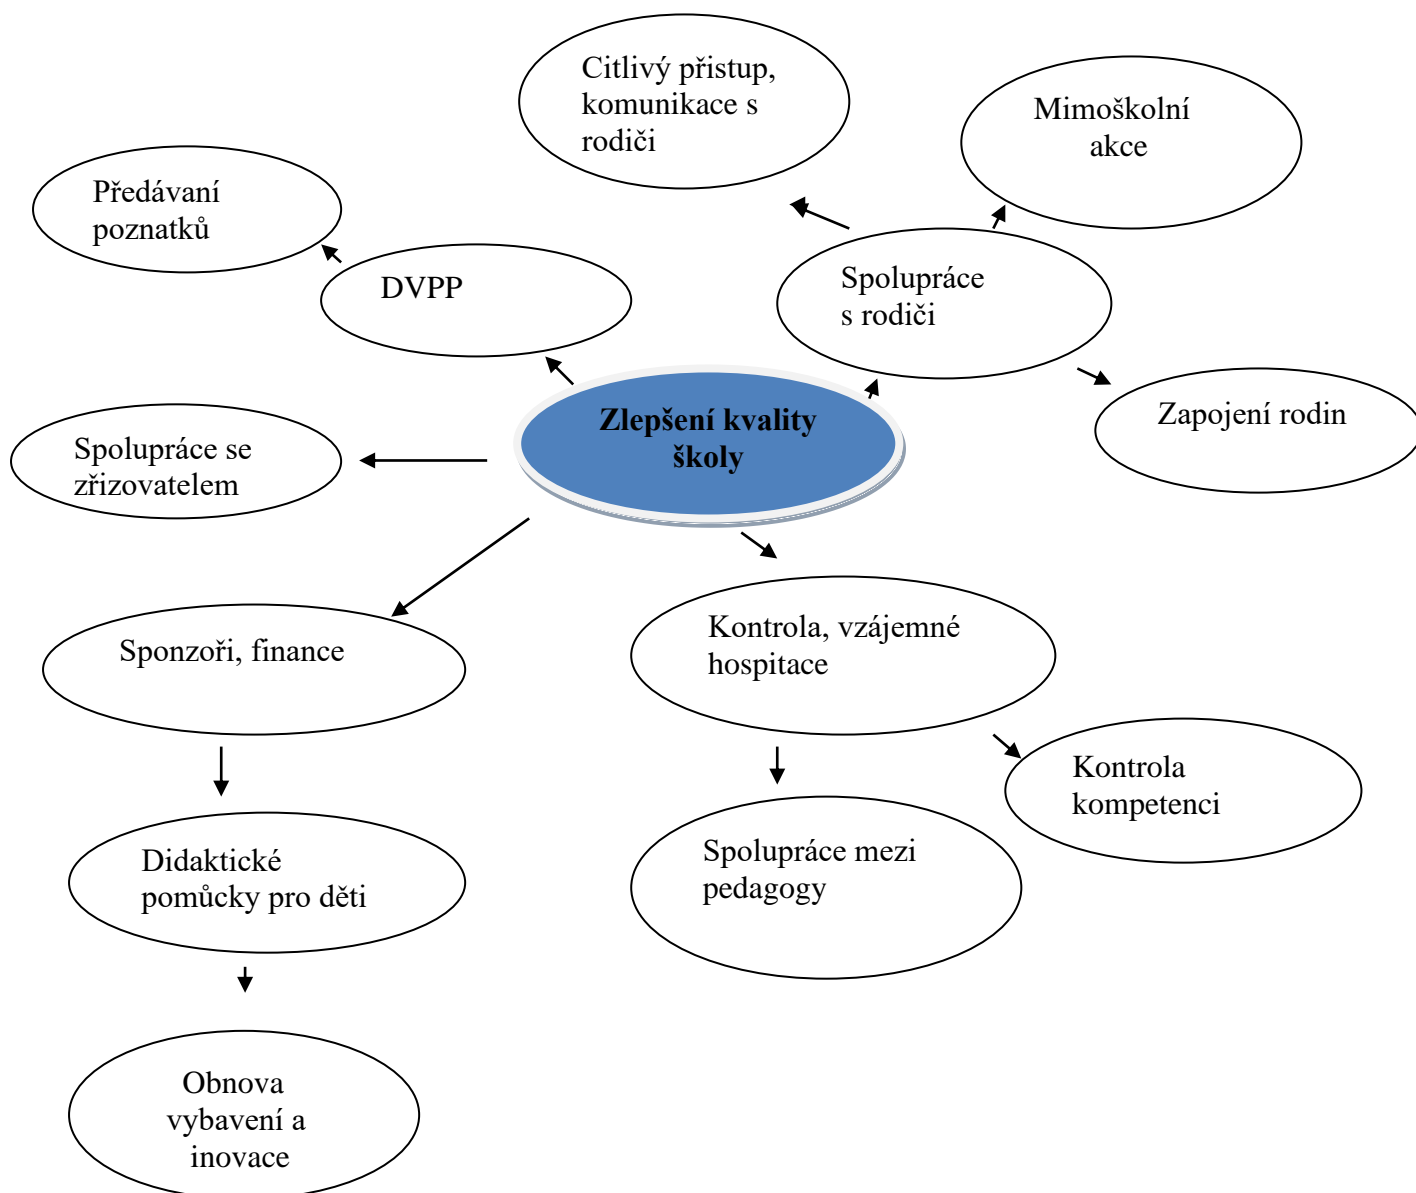 Citlivý přistup,
komunikace s
rodiči
Mimoškolní
akce
Předávaní
poznatků
DVPP
Spolupráce
s rodiči
Zapojení rodin
Zlepšení kvality
školy
Spolupráce se
zřizovatelem
Sponzoři, finance
Kontrola, vzájemné
hospitace
Kontrola
kompetenci
Didaktické
pomůcky pro děti
Spolupráce mezi
pedagogy
Obnova
vybavení a
inovace